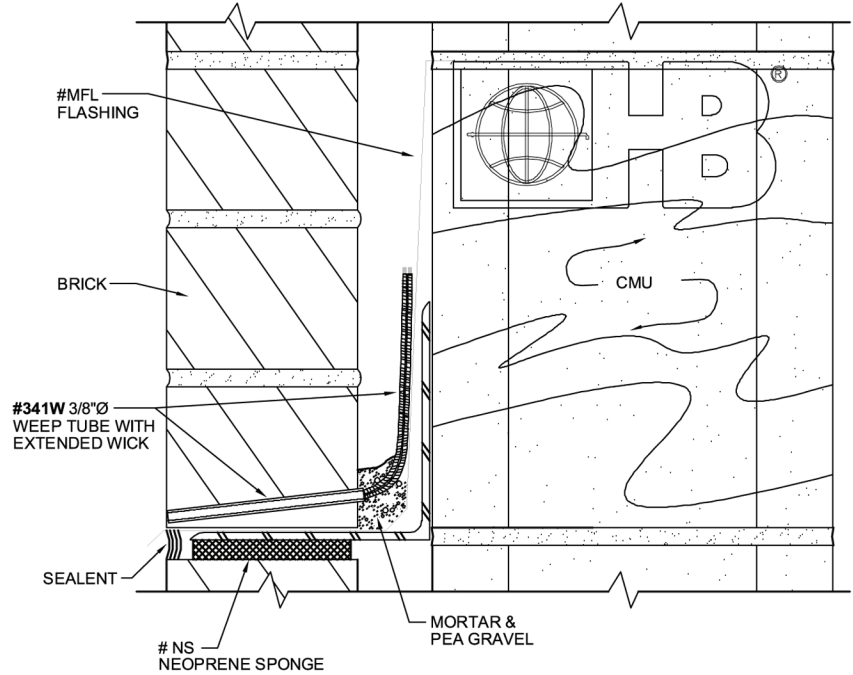 HB
®
#MFL
FLASHING
BRICK
CMU
#341W 3/8"Ø
WEEP TUBE WITH
EXTENDED WICK
SEALENT
MORTAR &
PEA GRAVEL
# NS
NEOPRENE SPONGE